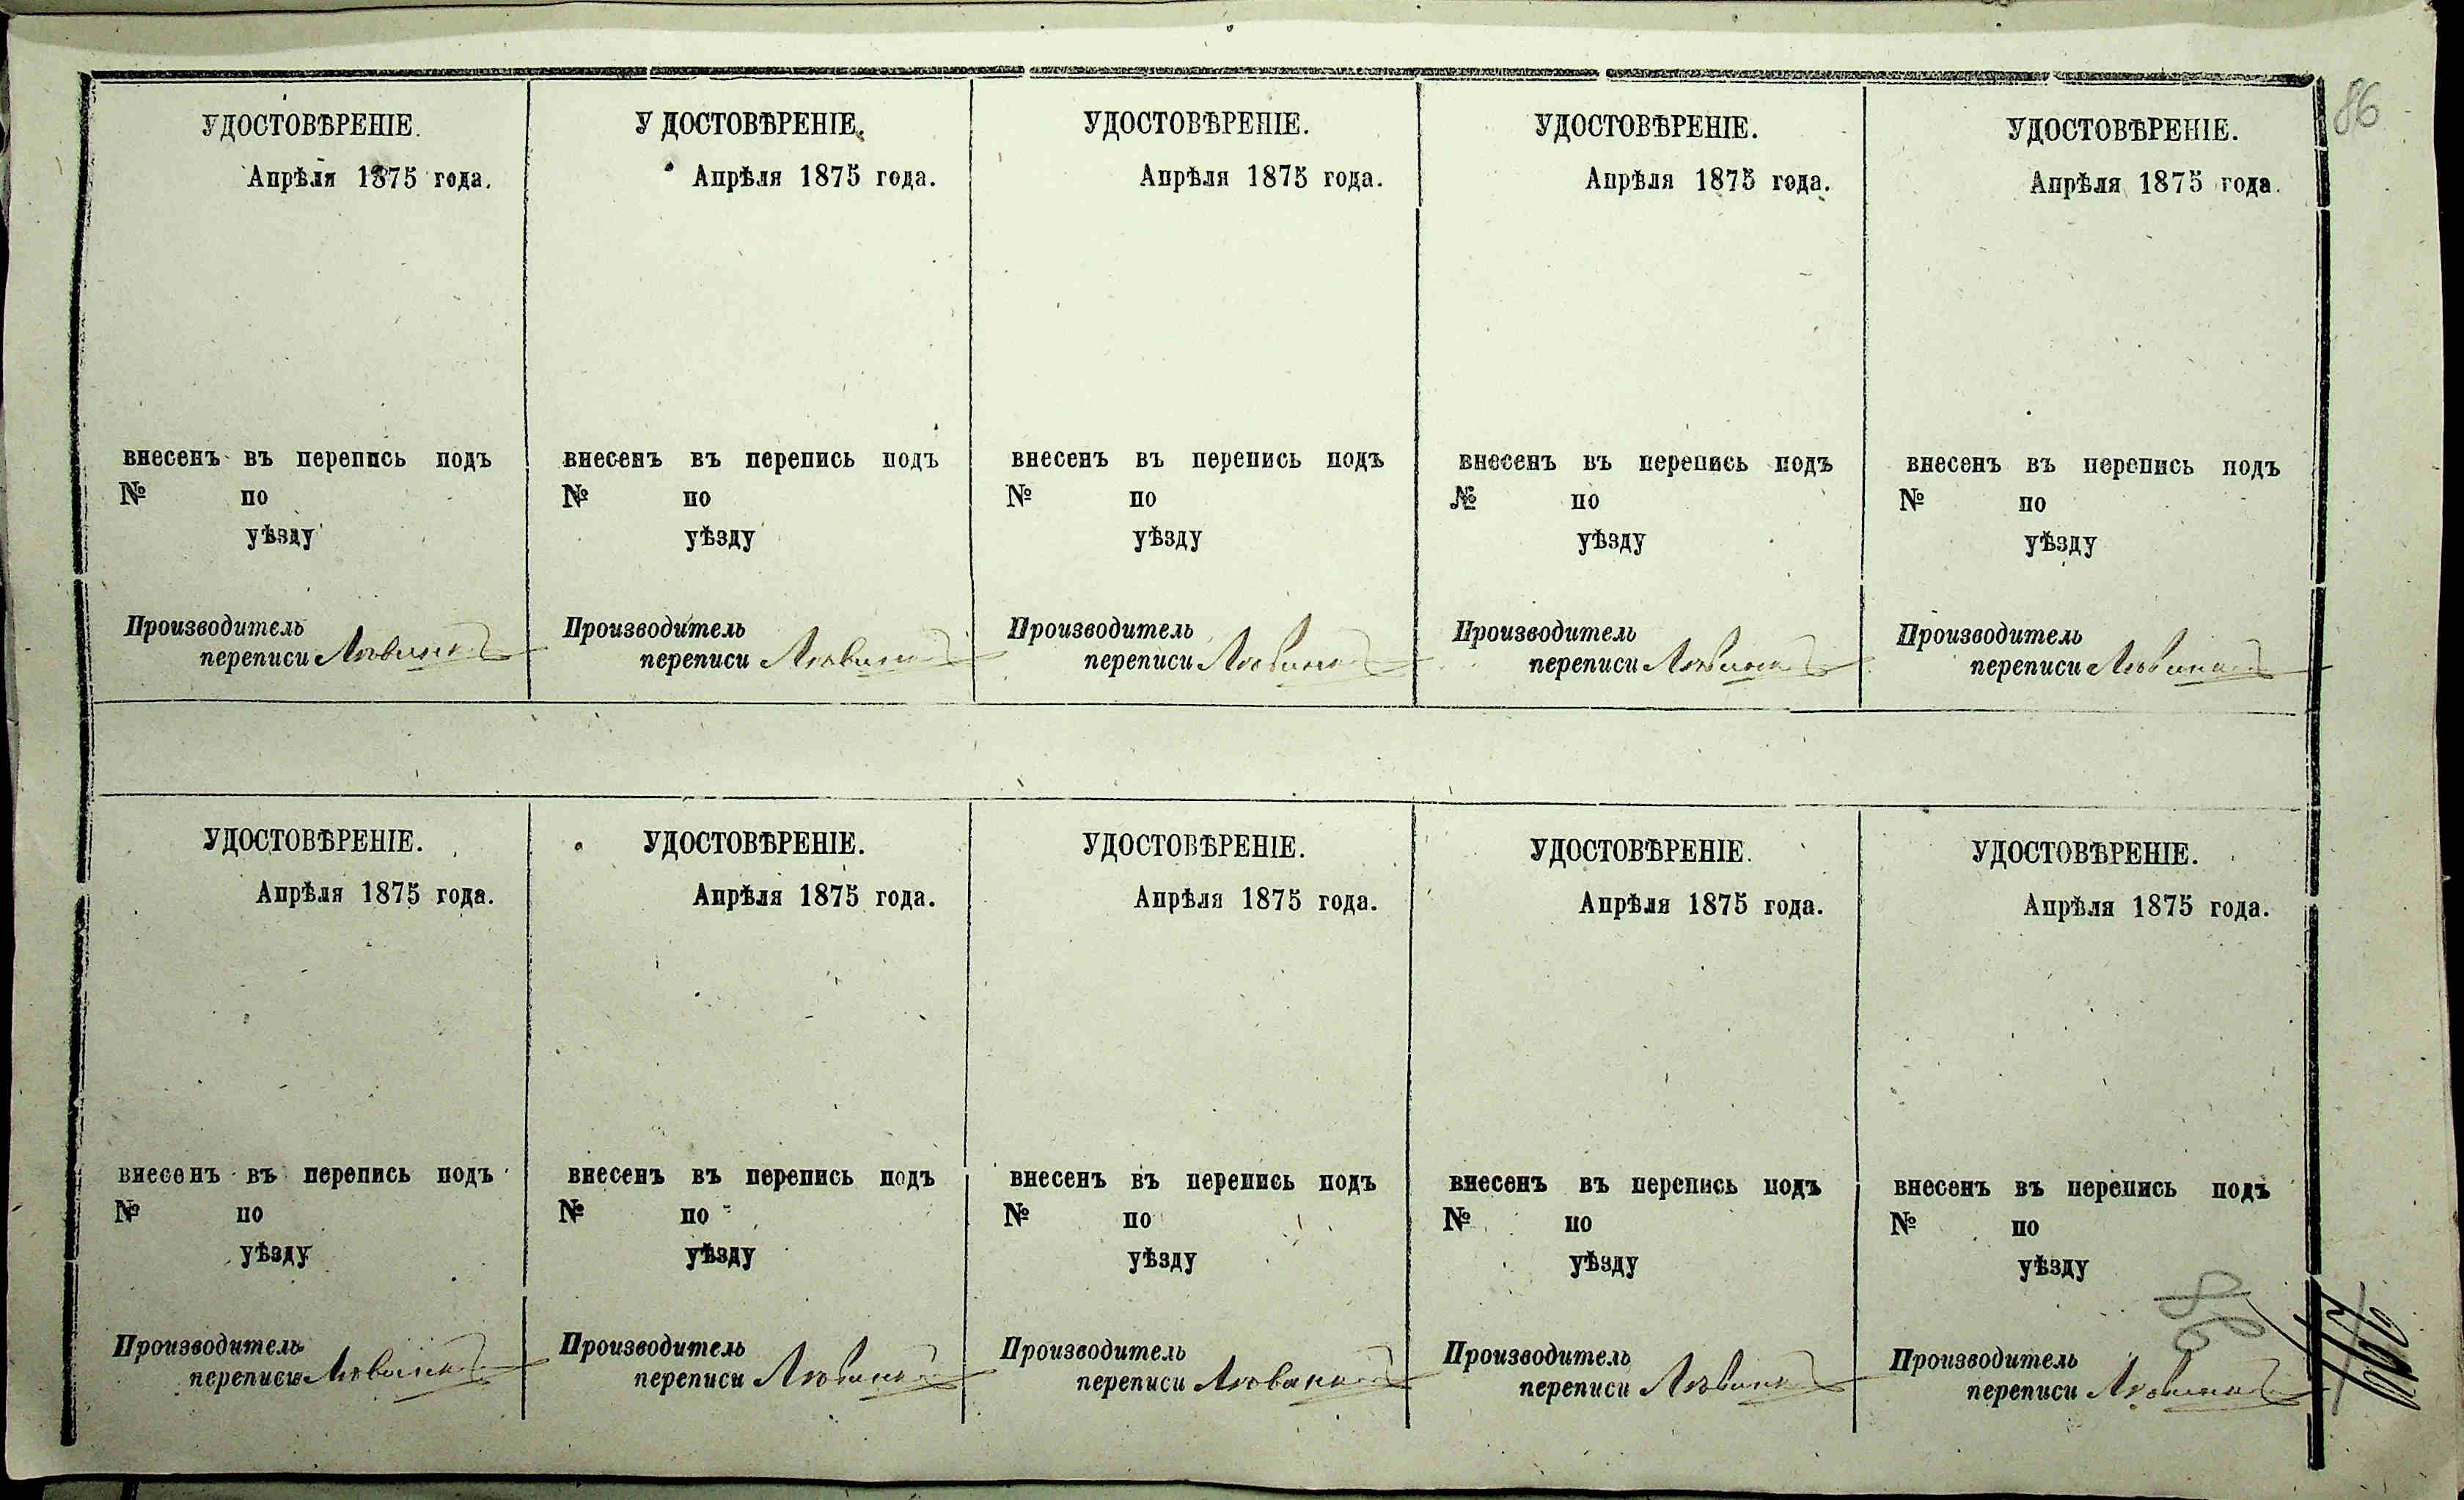 86
УДОСТОВѢРЕНІЕ.
Апрѣля 1875 года.
внесенъ въ перепись подъ
№ по
уѣзду
Производитель
переписи
У ДОСТОВѢРЕНІЕ.
Апрѣля 1875 года.
внесенъ въ перепись подъ
№ по
уѣзду
Производитель
переписи
УДОСТОВѢРЕНІЕ.
Апрѣля 1875 года.
внесенъ въ перепись подъ
№ по
уѣзду
Производитель
переписи
УДОСТОВѢРЕНІЕ.
Апрѣля 1875 года.
внесенъ въ перепись подъ
№ по
уѣзду
Производитель
переписи
УДОСТОВѢРЕНІЕ.
Апрѣля 1875 года.
внесенъ въ перепись подъ
№ по
уѣзду
Производитель
переписи
УДОСТОВѢРЕНІЕ.
Апрѣля 1875 года.
внесенъ въ перепись подъ
№ по
уѣзду
Производитель
переписи
УДОСТОВѢРЕНІЕ.
Апрѣля 1875 года.
внесенъ въ перепись подъ
№ по
уѣзду
Производитель
переписи
УДОСТОВѢРЕНІЕ.
Апрѣля 1875 года.
внесенъ въ перепись подъ
№ по
уѣзду
Производитель
переписи
УДОСТОВѢРЕНІЕ.
Апрѣля 1875 года.
внесенъ въ перепись подъ
№ по
уѣзду
Производитель
переписи
УДОСТОВѢРЕНІЕ.
Апрѣля 1875 года.
внесенъ въ перепись подъ
№ по
уѣзду
Производитель
переписи